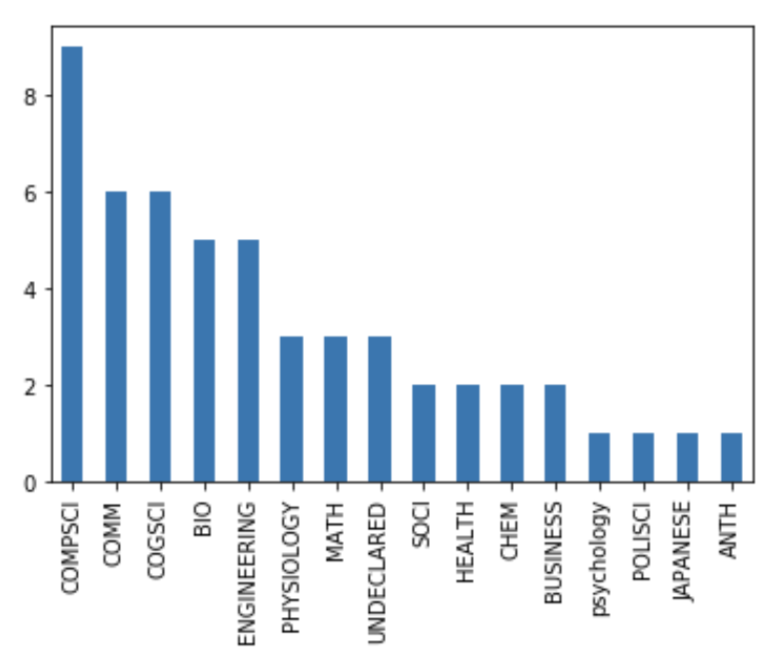 8
6
4
2
0
COMPSCI
COMM
COGSCI
BIO
ENGINEERING
PHYSIOLOGY
MATH
UNDECLARED
SOCI
HEALTH
CHEM
BUSINESS
psychology
POLISCI
JAPANESE
ANTH